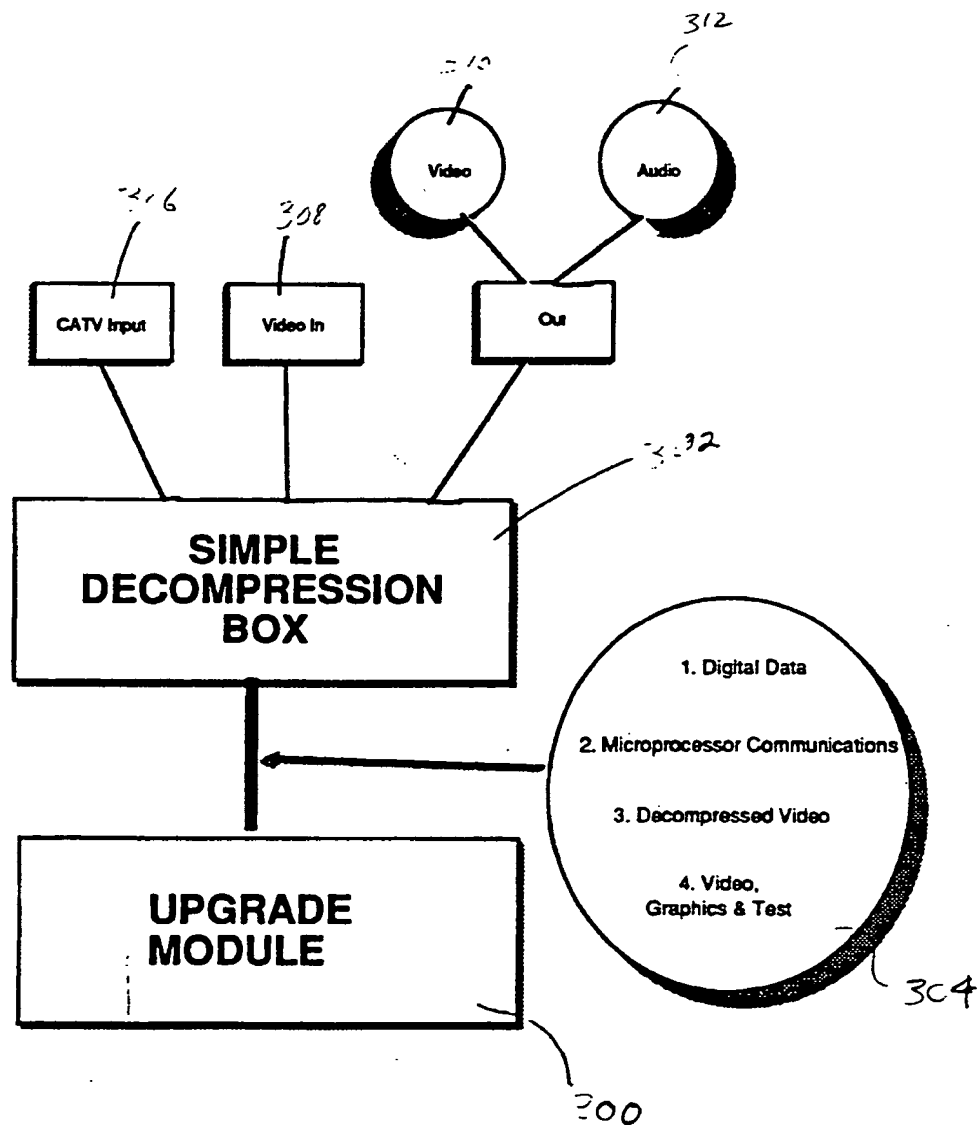 312
Video
Audio
308
CATV Input
Video In
Out
SIMPLE
DECOMPRESSION
BOX
1. Digital Data
2. Microprocessor Communications
3. Decompressed Video
4. Video,
Graphics & Test
UPGRADE
MODULE
304
300